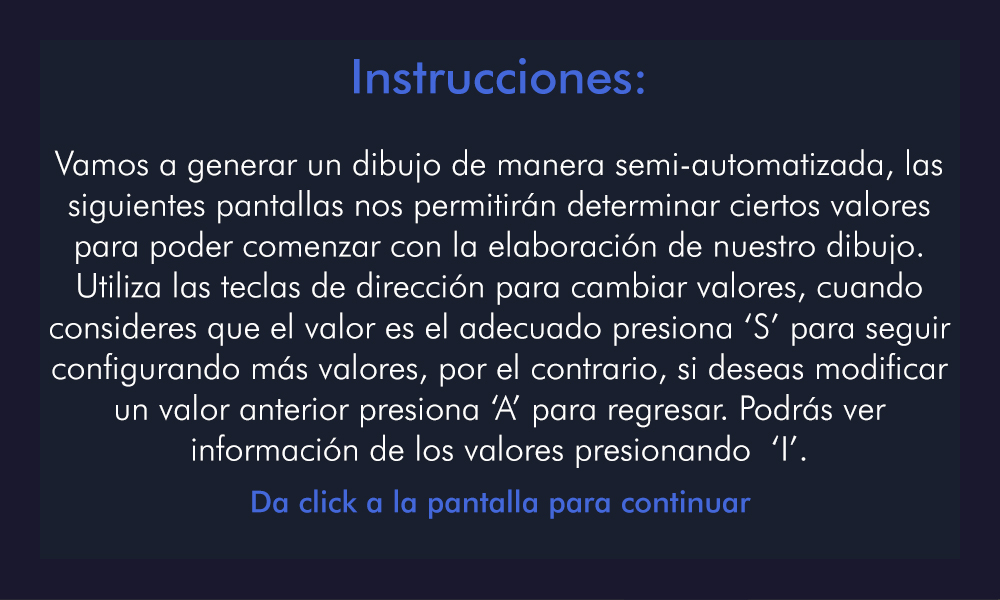 Instrucciones:
Vamos a generar un dibujo de manera semi-automatizada, las
siguientes pantallas nos permitirán determinar ciertos valores
para poder comenzar con la elaboración de nuestro dibujo.
Utiliza las teclas de dirección para cambiar valores, cuando
consideres que el valor es el adecuado presiona ‘S’ para seguir
configurando más valores, por el contrario, si deseas modificar
un valor anterior presiona ‘A’ para regresar. Podrás ver
información de los valores presionando  ‘I’.
Da click a la pantalla para continuar